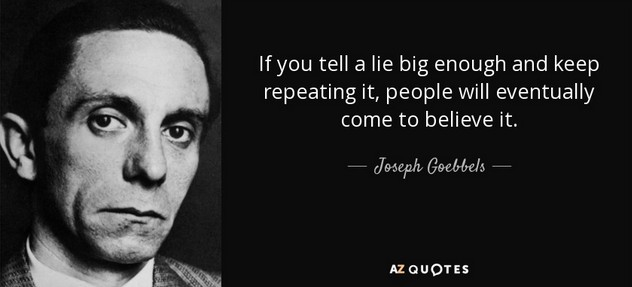 If you tell a lie big enough and keep
repeating it, people will eventually
come to believe it.
Joseph Goebbels
AZ QUOTES